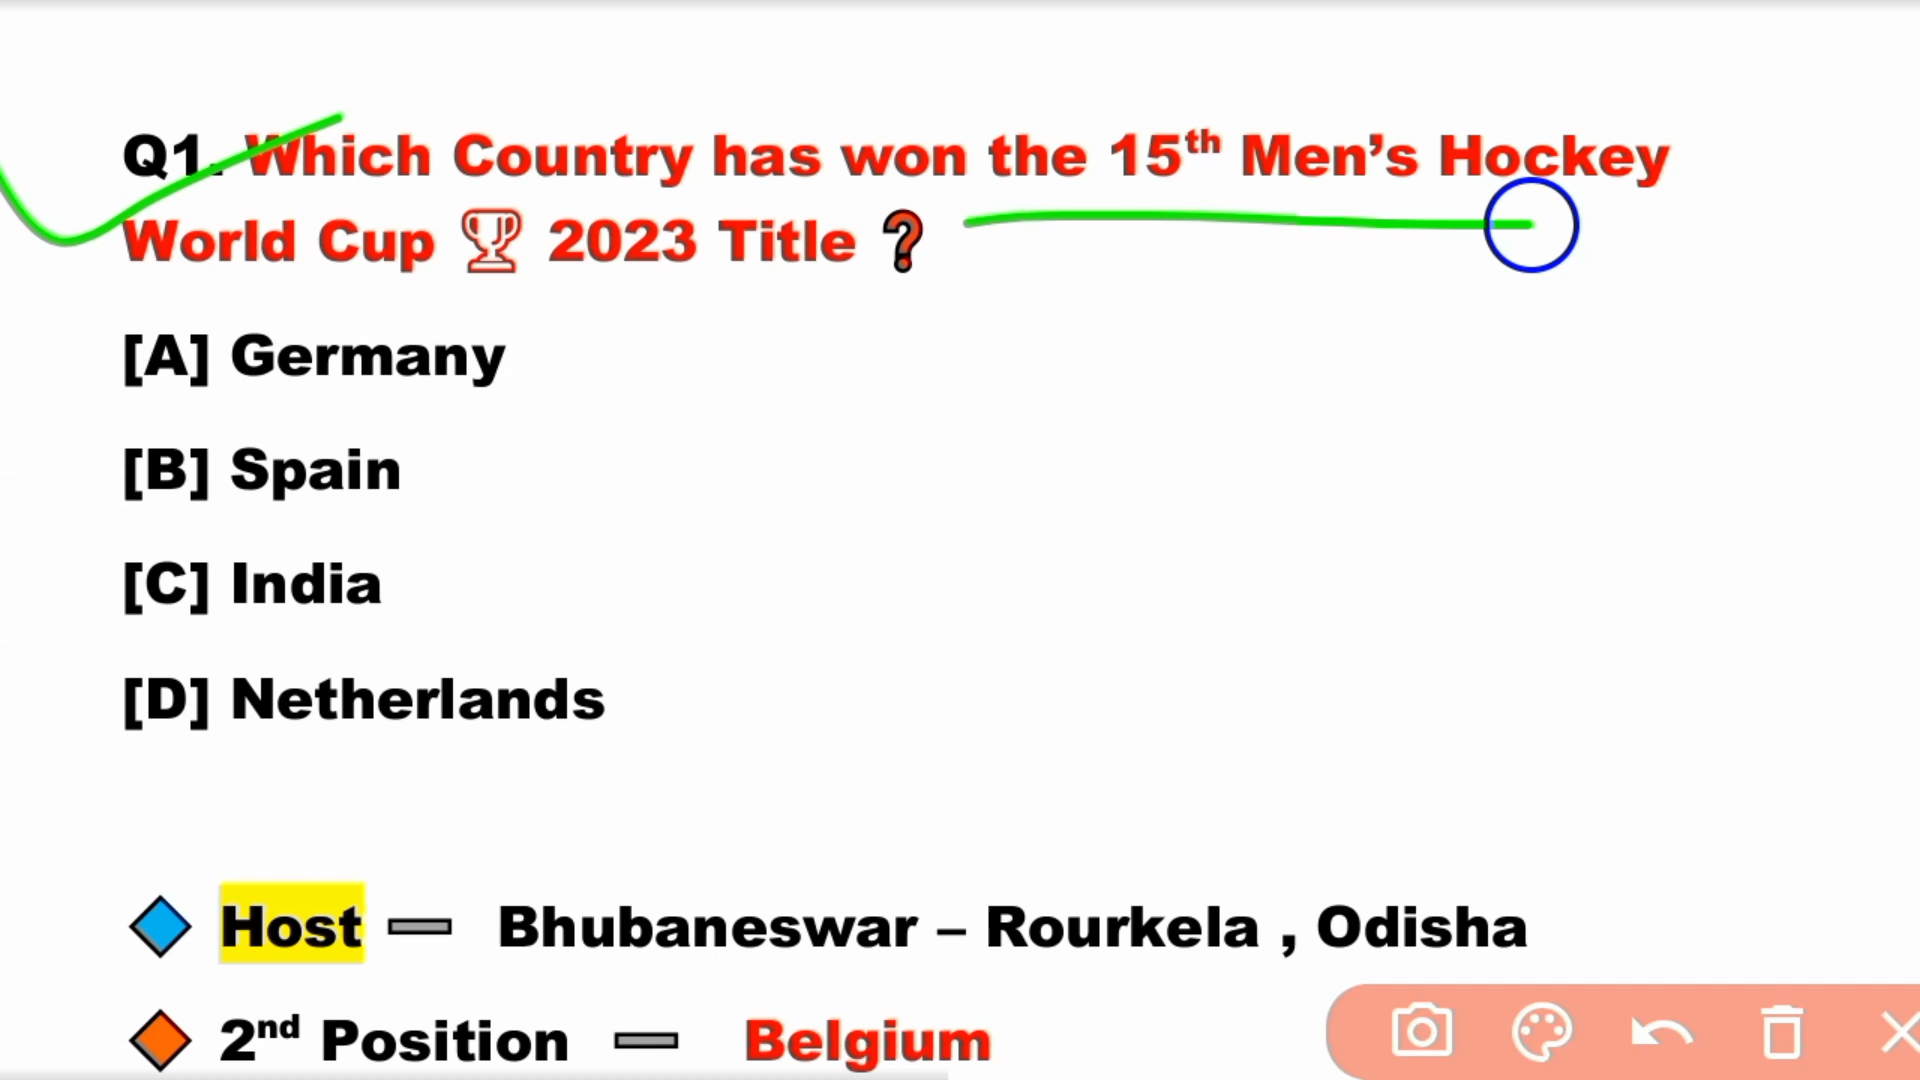 Q1. Which Country has won the 15th Men’s Hockey
World Cup 🏆 2023 Title ❓
[A] Germany
[B] Spain
[C] India
[D] Netherlands
Host — Bhubaneswar – Rourkela , Odisha
2nd Position — Belgium